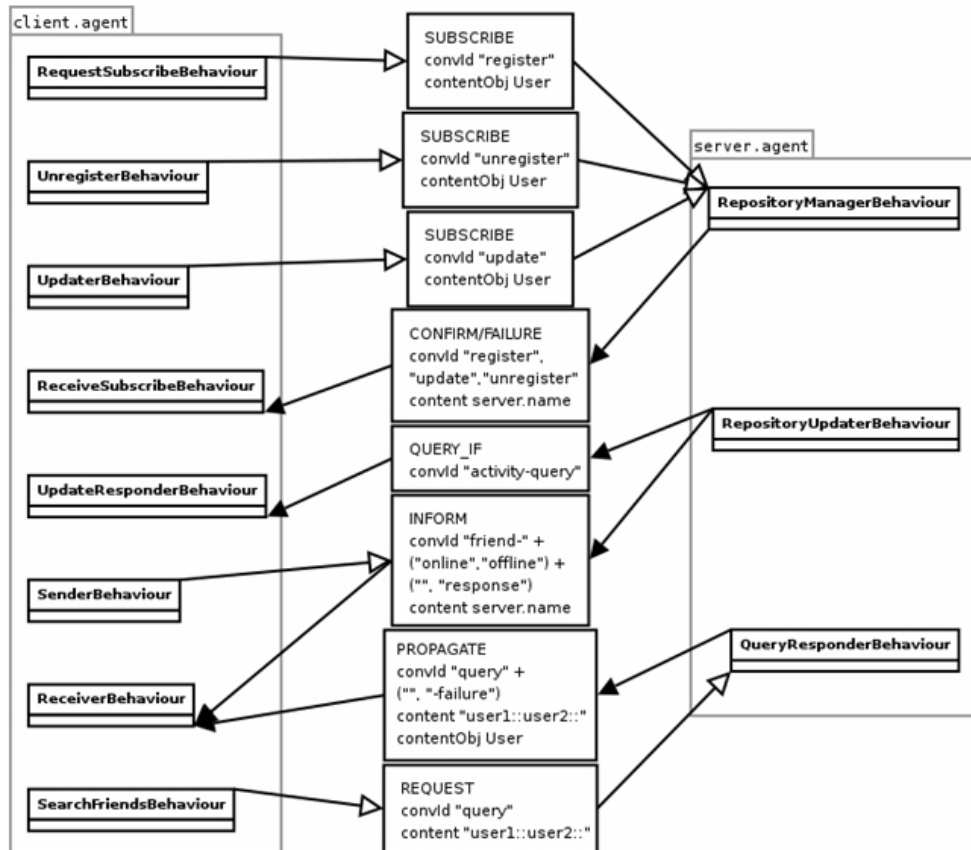 client.agent
RequestSubscribeBehaviour
UnregisterBehaviour
UpdaterBehaviour
ReceiveSubscribeBehaviour
UpdateResponderBehaviour
SenderBehaviour
ReceiverBehaviour
SearchFriendsBehaviour
SUBSCRIBE
convId "register"
contentObj User
SUBSCRIBE
convId "unregister"
contentObj User
SUBSCRIBE
convId "update"
contentObj User
CONFIRM/FAILURE
convId "register",
"update","unregister"
content server.name
QUERY_IF
convId "activity-query"
INFORM
convId "friend-" +
("online","offline") +
("", "response")
content server.name
PROPAGATE
convId "query" +
("", "-failure")
content "user1::user2::"
contentObj User
REQUEST
convId "query"
content "user1::user2::"
server.agent
RepositoryManagerBehaviour
RepositoryUpdaterBehaviour
QueryResponderBehaviour